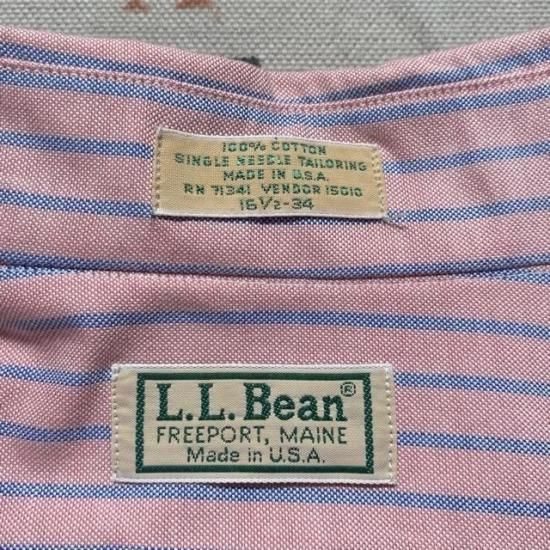 100% COTTON
SINGLE NEEDLE TAILORING
MADE IN U.S.A.
RN 71341 VENDOR 15010
16 1/2-34
L.L.Bean®
FREEPORT, MAINE
Made in U.S.A.